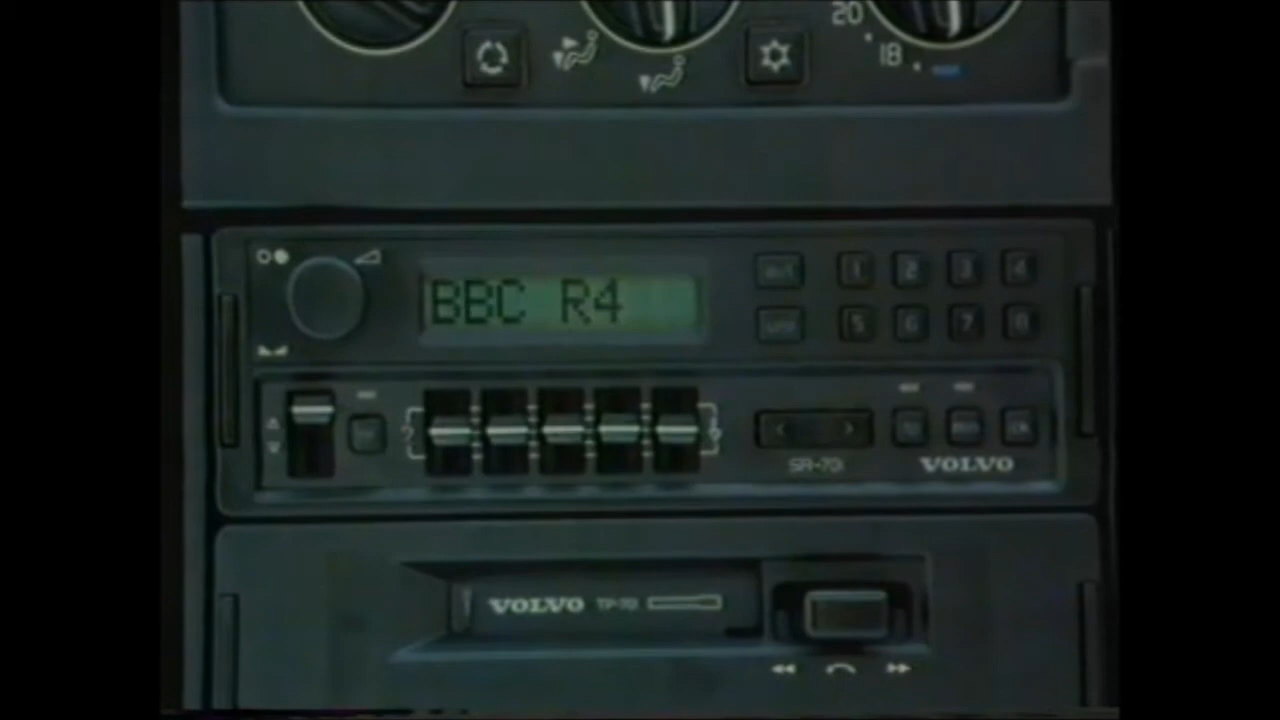 20
18
BBC R4
1 2 3 4
5 6 7 8
SR-701
VOLVO
VOLVO TP-701